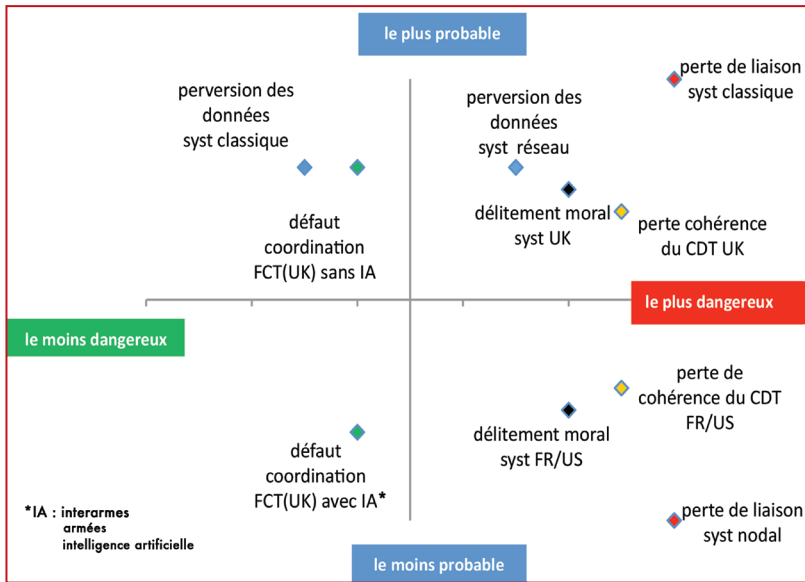 le plus probable
perte de liaison
syst classique
perversion des
données
syst classique
perversion des
données
syst réseau
défaut
coordination
FCT(UK) sans IA
délitement moral
syst UK
perte cohérence
du CDT UK
le plus dangereux
le moins dangereux
perte de
cohérence du CDT
FR/US
délitement moral
syst FR/US
défaut
coordination
FCT(UK) avec IA*
*IA : interarmes
armées
intelligence artificielle
perte de liaison
syst nodal
le moins probable